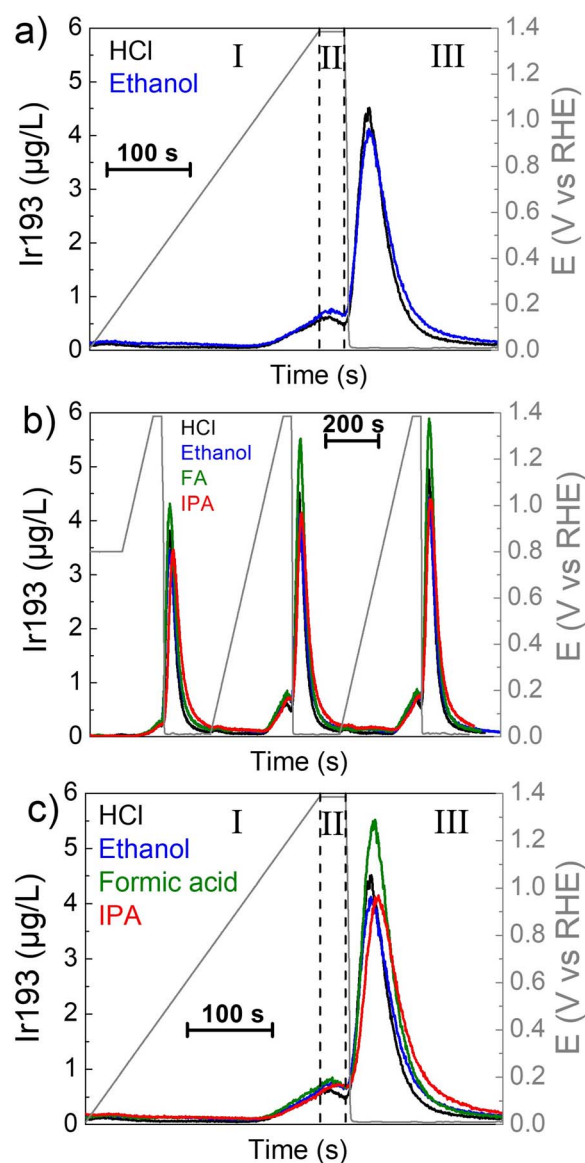 a)
HCl
Ethanol
I
II
III
100 s
Ir193 (µg/L)
6
5
4
3
2
1
0
1.4
1.2
1.0
0.8
0.6
0.4
0.2
0.0
E (V vs RHE)
Time (s)
b)
HCl
Ethanol
FA
IPA
200 s
Ir193 (µg/L)
6
5
4
3
2
1
0
1.4
1.2
1.0
0.8
0.6
0.4
0.2
0.0
E (V vs RHE)
Time (s)
c)
HCl
Ethanol
Formic acid
IPA
I
II
III
100 s
Ir193 (µg/L)
6
5
4
3
2
1
0
1.4
1.2
1.0
0.8
0.6
0.4
0.2
0.0
E (V vs RHE)
Time (s)